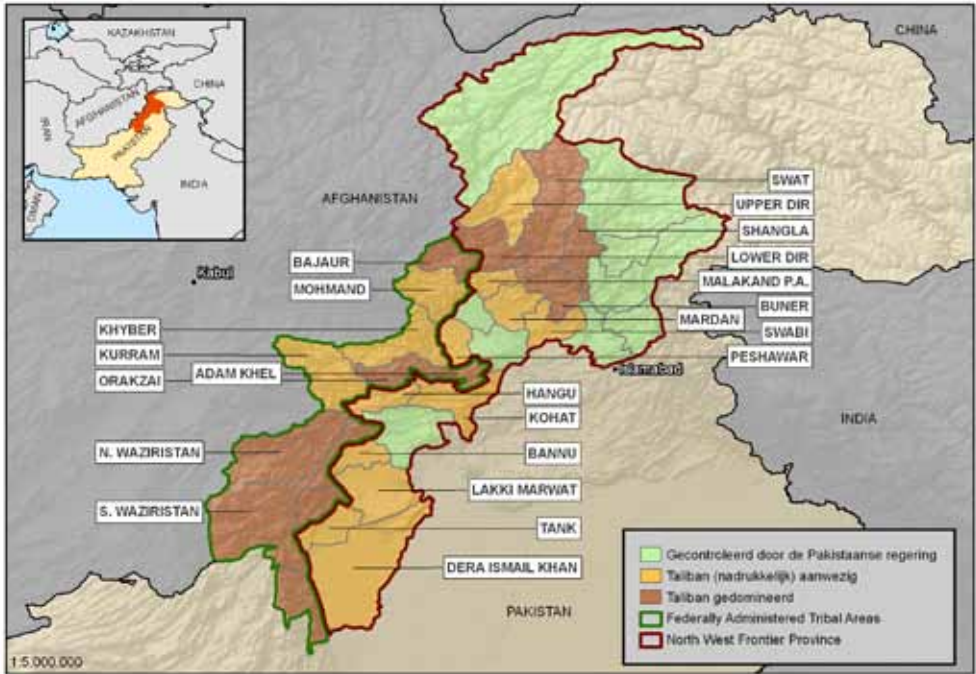 KAZAKHSTAN
CHINA
AFGHANISTAN
IRAN
PAKISTAN
INDIA
OMAN
CHINA
AFGHANISTAN
Kabul
SWAT
UPPER DIR
SHANGLA
LOWER DIR
MALAKAND P.A.
BUNER
MARDAN
SWABI
PESHAWAR
Islamabad
BAJAUR
MOHMAND
KHYBER
KURRAM
ADAM KHEL
ORAKZAI
HANGU
KOHAT
INDIA
N. WAZIRISTAN
BANNU
LAKKI MARWAT
S. WAZIRISTAN
TANK
DERA ISMAIL KHAN
PAKISTAN
Gecontroleerd door de Pakistaanse regering
Taliban (nadrukkelijk) aanwezig
Taliban gedomineerd
Federally Administered Tribal Areas
North West Frontier Province
1:5.000.000